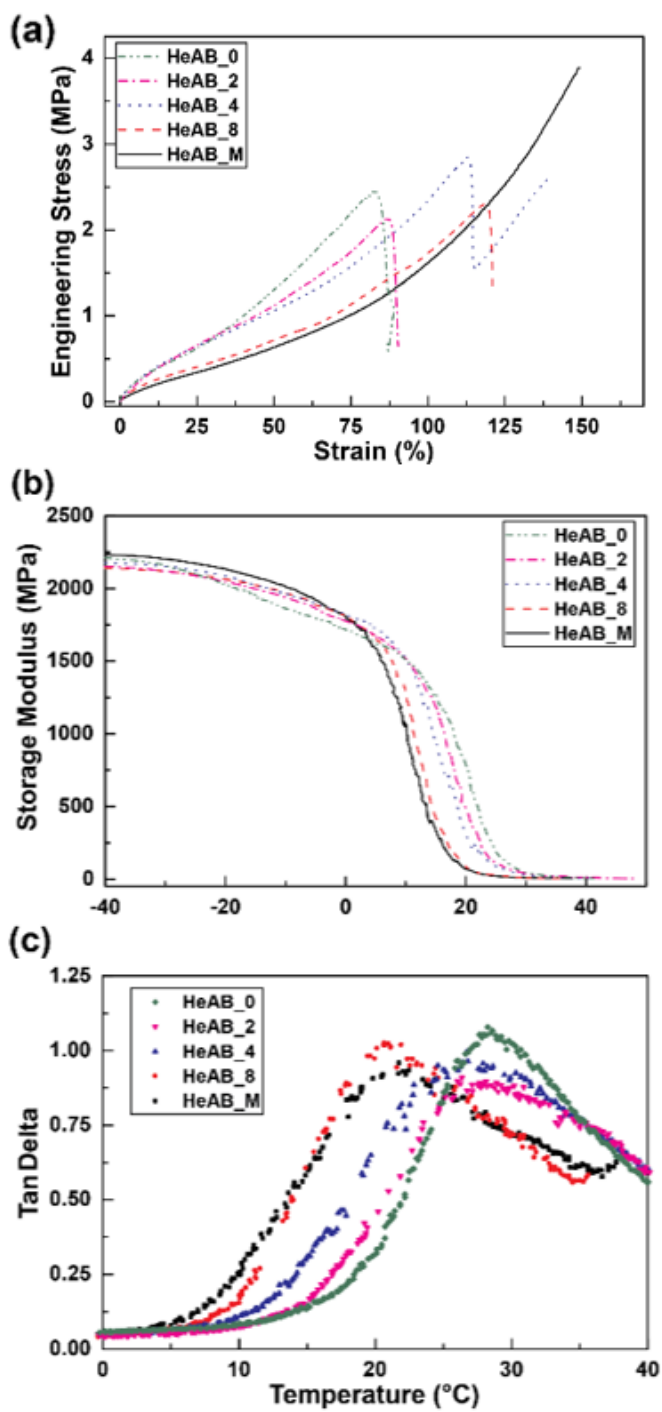 (a)
HeAB_0
HeAB_2
HeAB_4
HeAB_8
HeAB_M
Engineering Stress (MPa)
4
3
2
1
0
0 25 50 75 100 125 150
Strain (%)
(b)
2500
2000
1500
1000
500
0
Storage Modulus (MPa)
HeAB_0
HeAB_2
HeAB_4
HeAB_8
HeAB_M
-40 -20 0 20 40
(c)
1.25
1.00
0.75
0.50
0.25
0.00
Tan Delta
HeAB_0
HeAB_2
HeAB_4
HeAB_8
HeAB_M
0 10 20 30 40
Temperature (°C)